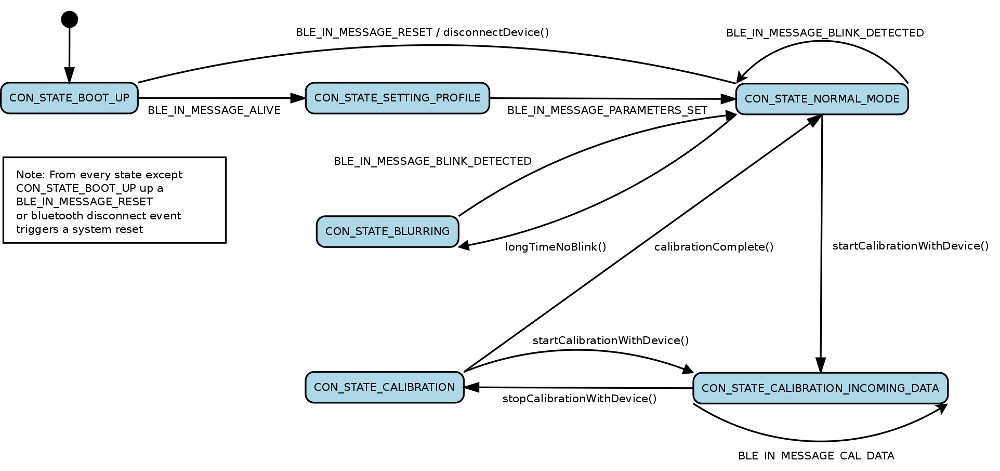 BLE_IN_MESSAGE_RESET / disconnectDevice()
BLE_IN_MESSAGE_BLINK_DETECTED
CON_STATE_BOOT_UP
CON_STATE_SETTING_PROFILE
CON_STATE_NORMAL_MODE
BLE_IN_MESSAGE_ALIVE
BLE_IN_MESSAGE_PARAMETERS_SET
BLE_IN_MESSAGE_BLINK_DETECTED
Note: From every state except
CON_STATE_BOOT_UP up a
BLE_IN_MESSAGE_RESET
or bluetooth disconnect event
triggers a system reset
CON_STATE_BLURRING
longTimeNoBlink()
calibrationComplete()
startCalibrationWithDevice()
startCalibrationWithDevice()
CON_STATE_CALIBRATION
CON_STATE_CALIBRATION_INCOMING_DATA
stopCalibrationWithDevice()
BLE_IN_MESSAGE_CAL_DATA